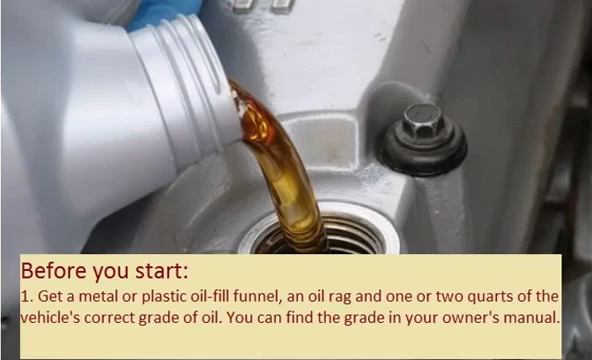 Before you start:
1. Get a metal or plastic oil-fill funnel, an oil rag and one or two quarts of the
vehicle's correct grade of oil. You can find the grade in your owner's manual.